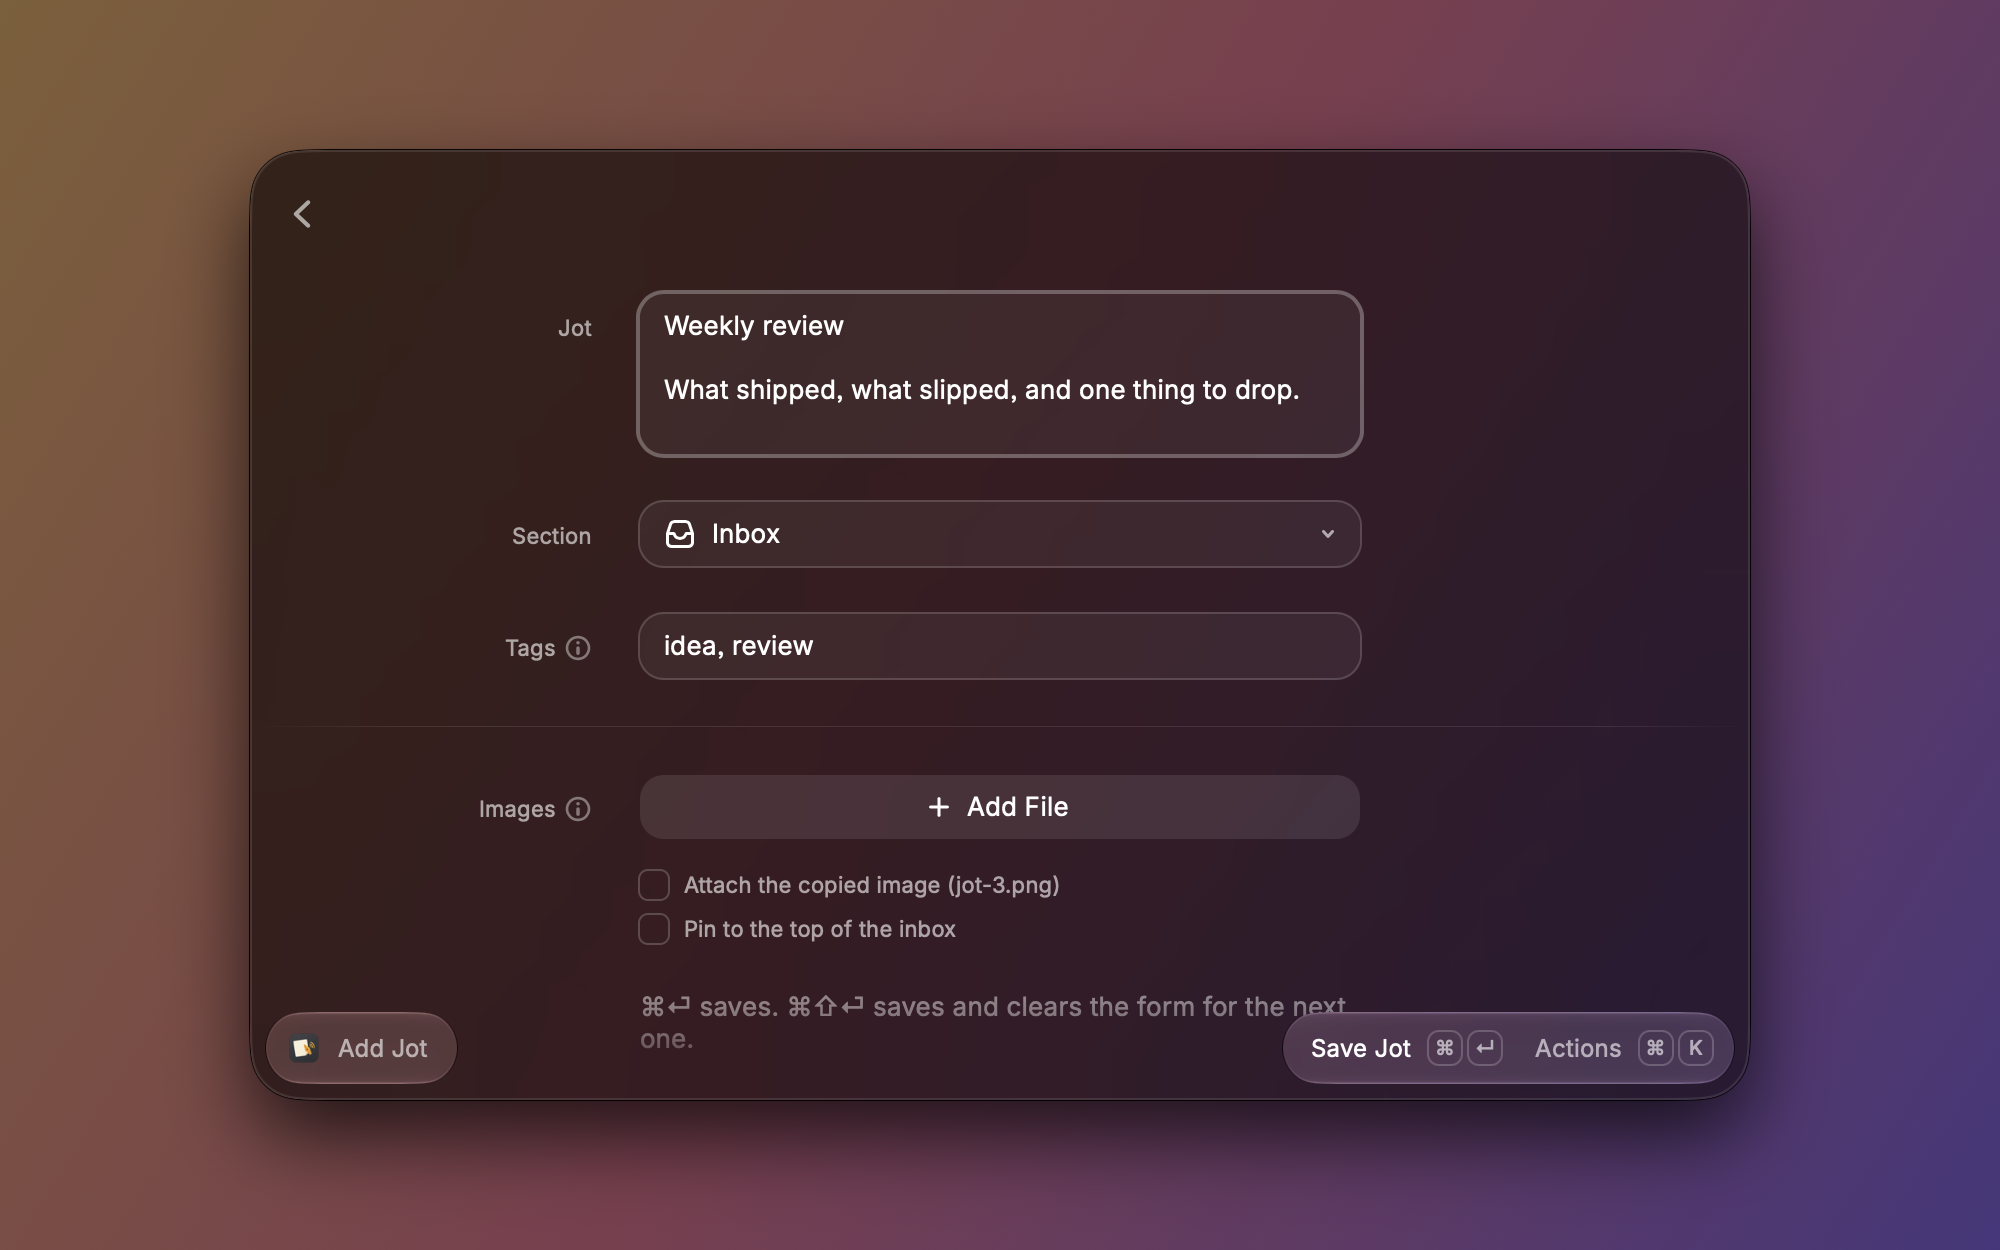 Jot
Weekly review
What shipped, what slipped, and one thing to drop.
Section
Inbox
Tags
idea, review
Images
+ Add File
Attach the copied image (jot-3.png)
Pin to the top of the inbox
⌘↵ saves. ⌘⇧↵ saves and clears the form for the next
one.
Add Jot
Save Jot ⌘ ↵ Actions ⌘ K